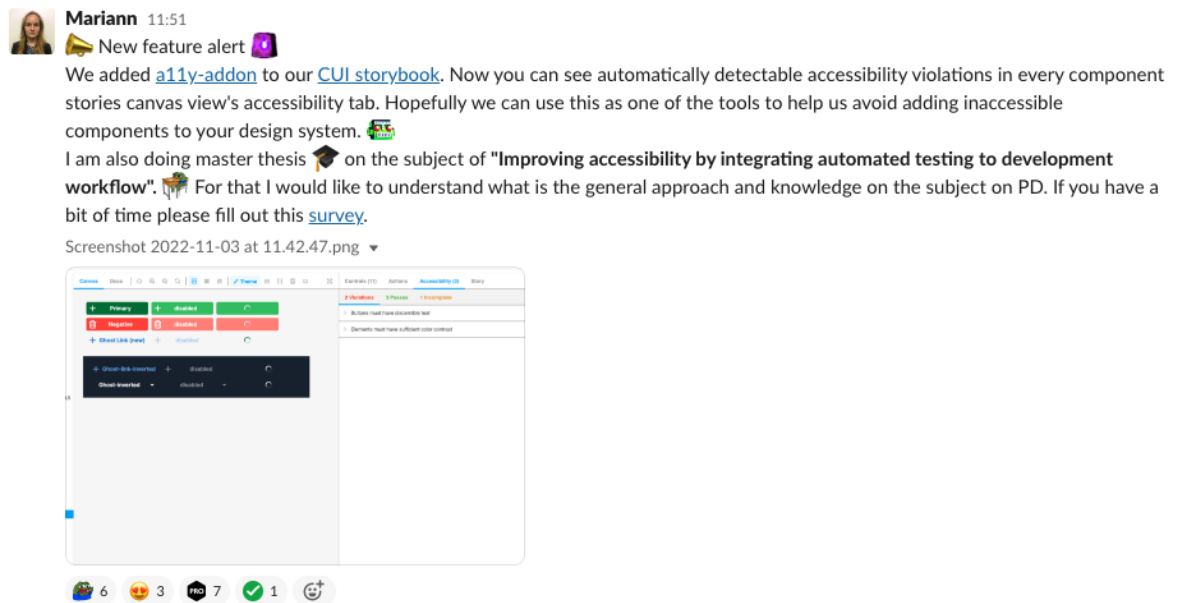 Mariann 11:51
New feature alert
We added a11y-addon to our CUI storybook. Now you can see automatically detectable accessibility violations in every component
stories canvas view's accessibility tab. Hopefully we can use this as one of the tools to help us avoid adding inaccessible
components to your design system.
I am also doing master thesis on the subject of "Improving accessibility by integrating automated testing to development
workflow". For that I would like to understand what is the general approach and knowledge on the subject on PD. If you have a
bit of time please fill out this survey.
Screenshot 2022-11-03 at 11.42.47.png
Canvas Docs Theme Controls (11) Actions Accessibility (3) Story
2 Violations 5 Passes 1 Incomplete
Buttons must have discernible text
Elements must have sufficient color contrast
Primary disabled
Negative disabled
Ghost Link (new) disabled
Ghost-link-inverted disabled
Ghost-inverted disabled
6 3 PRO 7 1